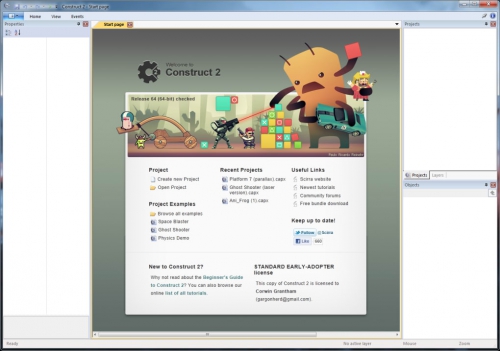 Construct 2 Start page
Home
View
Events
Properties
Start page
Projects
Welcome to
Construct 2
Release 64 (64-bit) checked
Project
Create new Project
Open Project
Project Examples
Browse all examples
Space Blaster
Ghost Shooter
Physics Demo
Recent Projects
Platform 7 (parallax).capx
Ghost Shooter (laser
version).capx
Ani_Frog (1).capx
Useful Links
Scirra website
Newest tutorials
Community forums
Free bundle download
Keep up to date!
Follow @Scirra
Like
New to Construct 2?
Why not read about the Beginner's Guide
to Construct 2? You can also browse our
online list of all tutorials.
STANDARD EARLY-ADOPTER
license
This copy of Construct 2 is licensed to
Corwin Grantham
(gargomherd@gmail.com)
Projects
Layers
Objects
Ready
No active layer
Mouse
Zoom